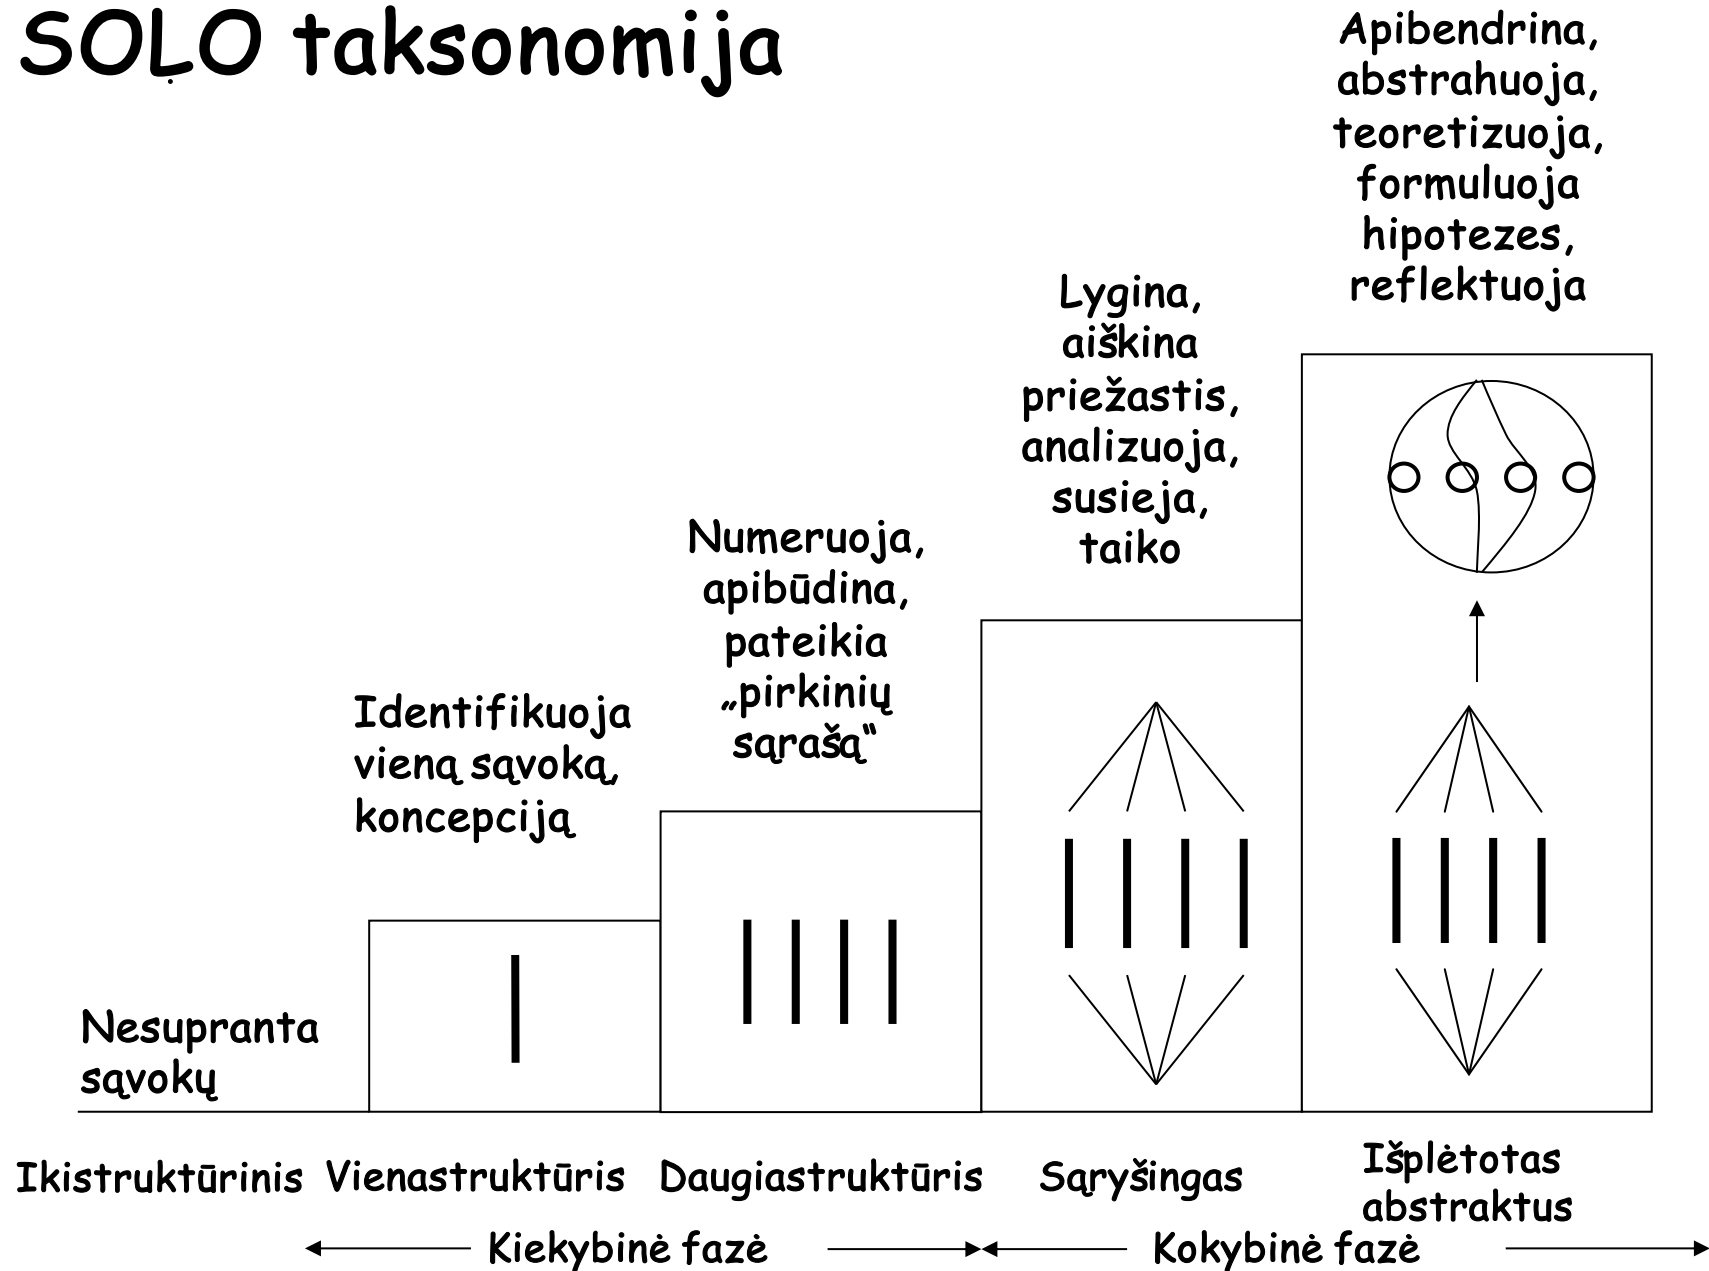 SOLO taksonomija
Apibendrina,
abstrahuoja,
teoretizuoja,
formuluoja
hipotezes,
reflektuoja
Lygina,
aiškina
priežastis,
analizuoja,
susieja,
taiko
Numeruoja,
apibūdina,
pateikia
„pirkinių
sąrašą“
Identifikuoja
vieną sąvoką,
koncepciją
Nesupranta
sąvokų
Ikistruktūrinis
Vienastruktūris
Daugiastruktūris
Sąryšingas
Išplėtotas
abstraktus
Kiekybinė fazė
Kokybinė fazė